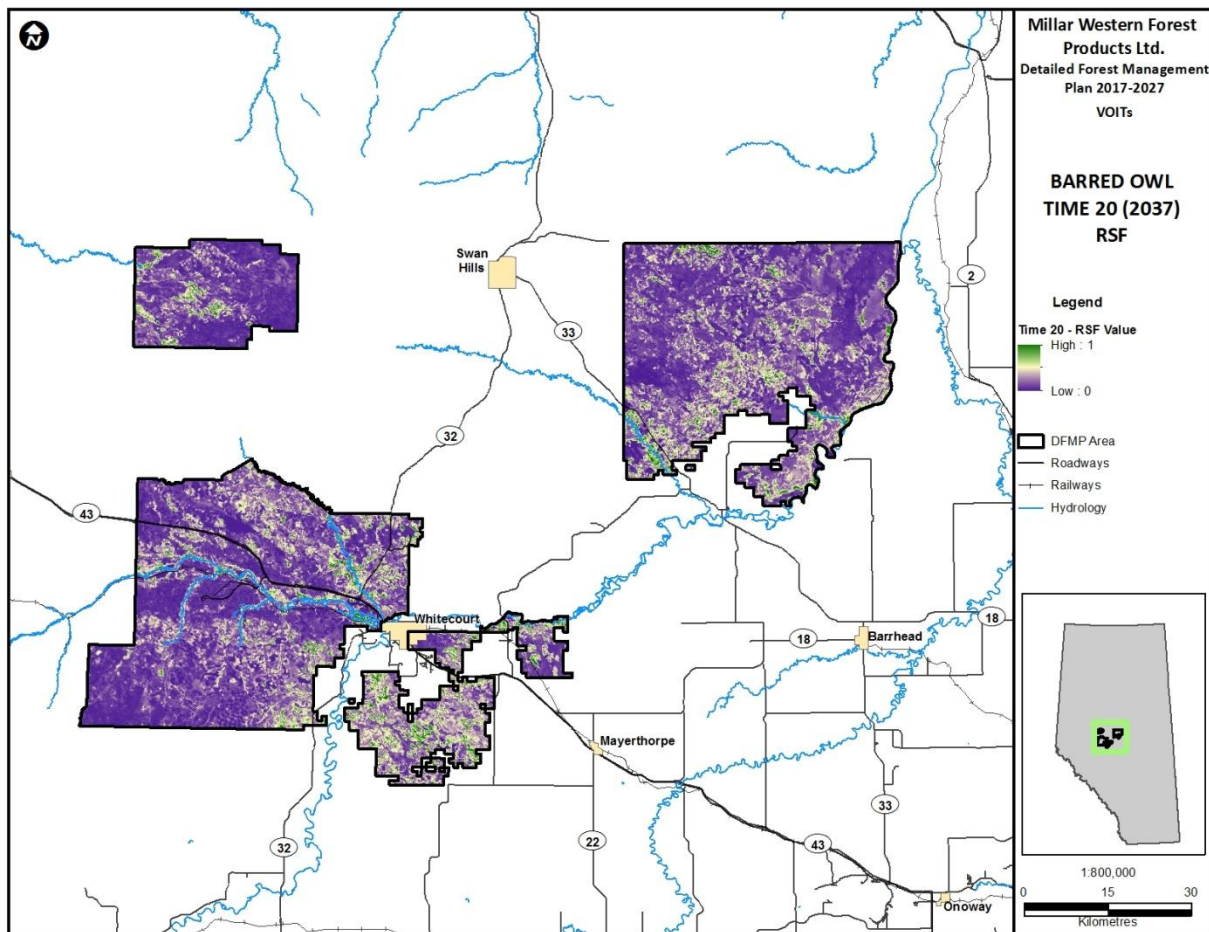 N
Swan
Hills
2
33
32
43
Whitecourt
18
18
Barrhead
Mayerthorpe
33
32
22
43
Onoway
Millar Western Forest
Products Ltd.
Detailed Forest Management
Plan 2017-2027
VOITs
BARRED OWL
TIME 20 (2037)
RSF
Legend
Time 20 - RSF Value
High : 1
Low : 0
DFMP Area
Roadways
Railways
Hydrology
1:800,000
0 15 30
Kilometres